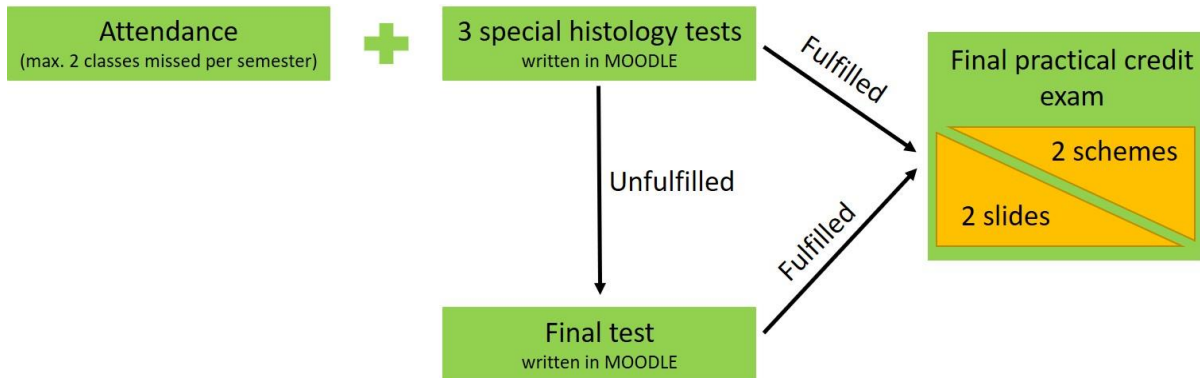 Attendance
(max. 2 classes missed per semester)
3 special histology tests
written in MOODLE
Fulfilled
Final practical credit
exam
2 schemes
2 slides
Unfulfilled
Fulfilled
Final test
written in MOODLE